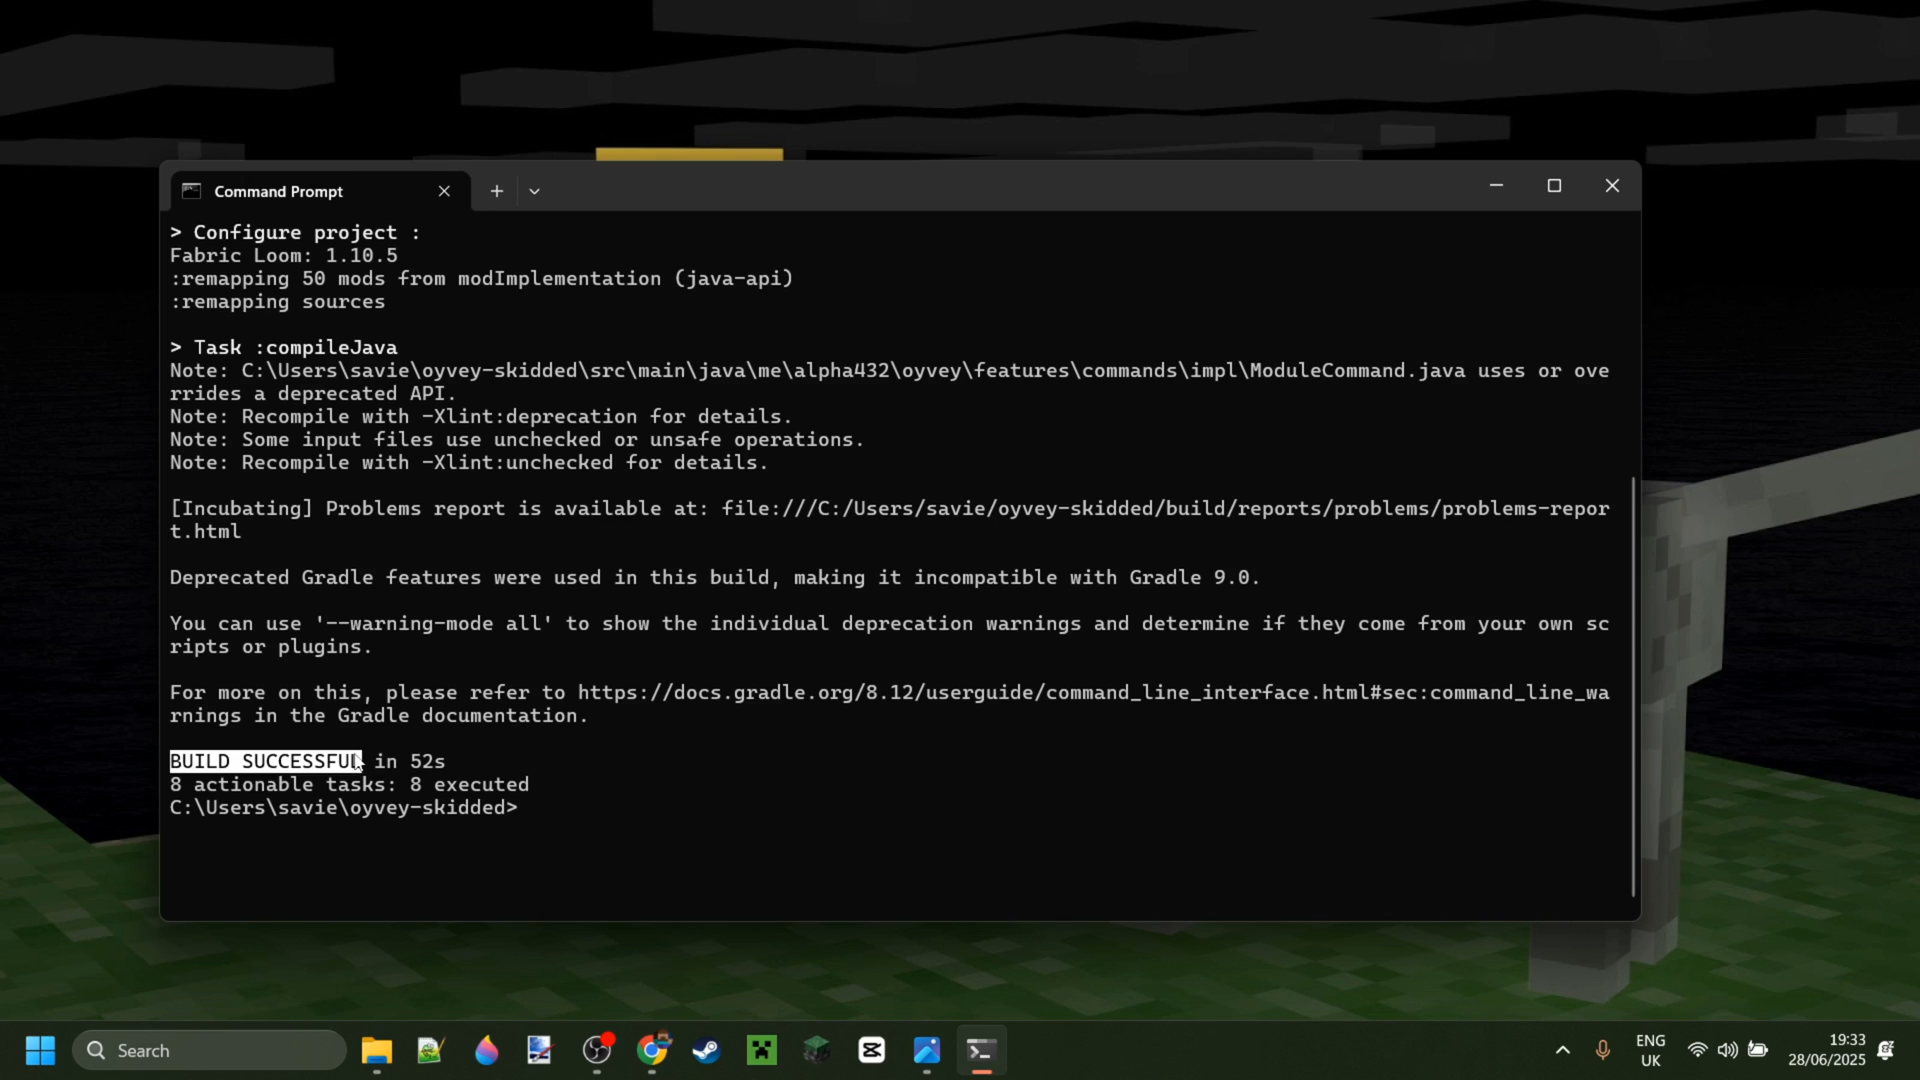 Command Prompt
> Configure project :
Fabric Loom: 1.10.5
:remapping 50 mods from modImplementation (java-api)
:remapping sources
> Task :compileJava
Note: C:\Users\savie\oyvey-skidded\src\main\java\me\alpha432\oyvey\features\commands\impl\ModuleCommand.java uses or ove
rrides a deprecated API.
Note: Recompile with -Xlint:deprecation for details.
Note: Some input files use unchecked or unsafe operations.
Note: Recompile with -Xlint:unchecked for details.
[Incubating] Problems report is available at: file:///C:/Users/savie/oyvey-skidded/build/reports/problems/problems-repor
t.html
Deprecated Gradle features were used in this build, making it incompatible with Gradle 9.0.
You can use '--warning-mode all' to show the individual deprecation warnings and determine if they come from your own sc
ripts or plugins.
For more on this, please refer to https://docs.gradle.org/8.12/userguide/command_line_interface.html#sec:command_line_wa
rnings in the Gradle documentation.
BUILD SUCCESSFUL in 52s
8 actionable tasks: 8 executed
C:\Users\savie\oyvey-skidded>
Search
ENG
UK
19:33
28/06/2025